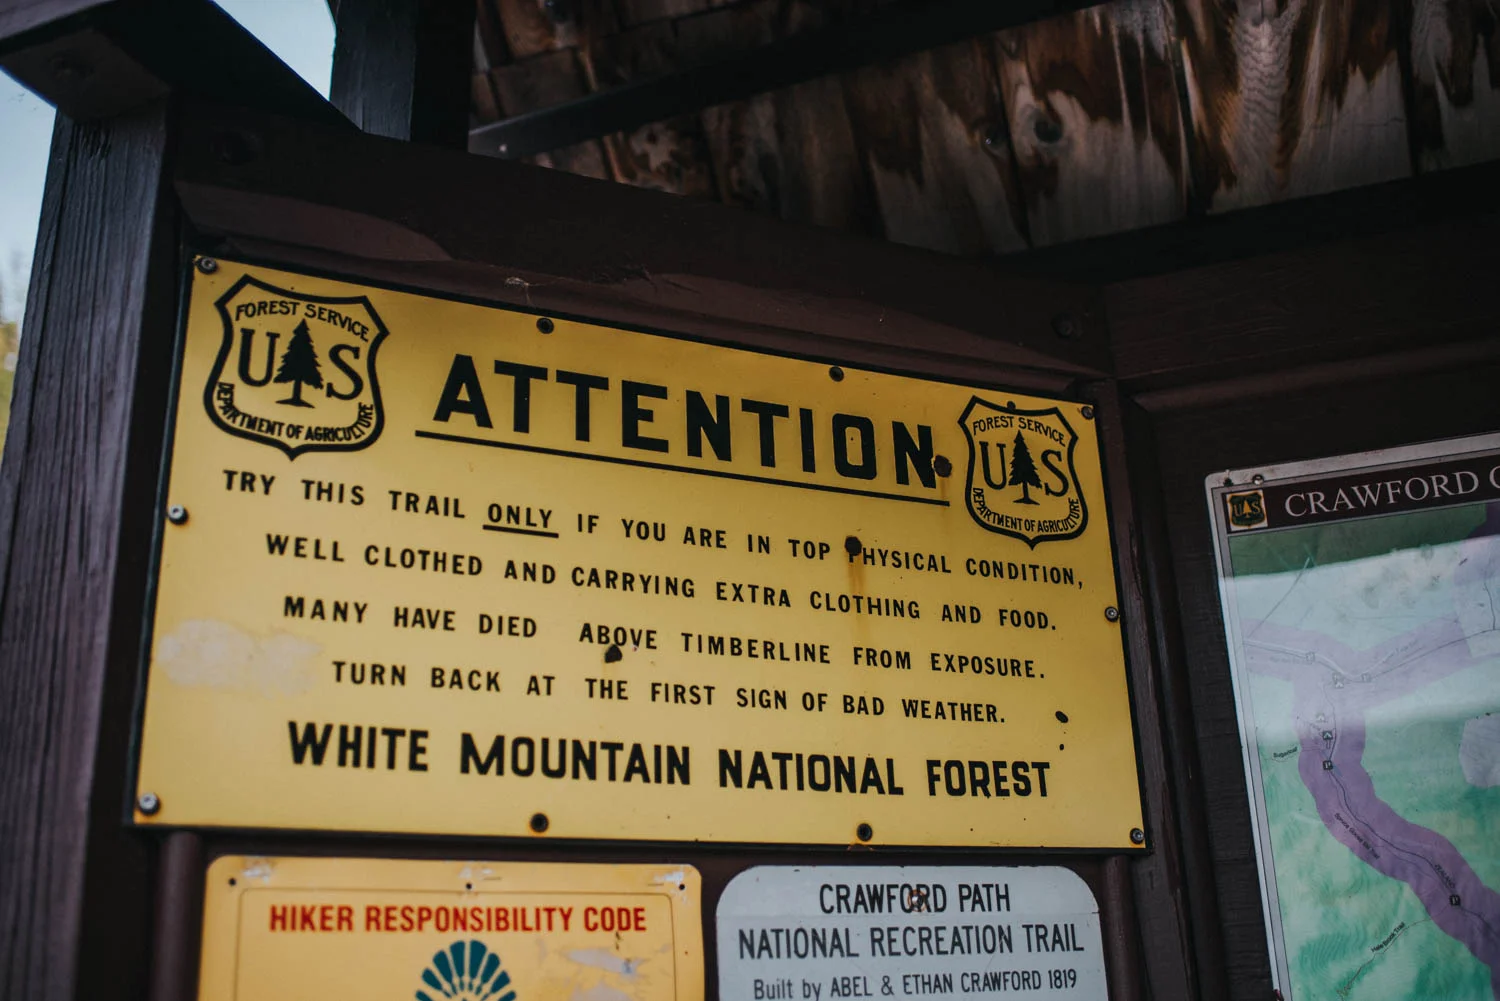 FOREST SERVICE
U S
DEPARTMENT OF AGRICULTURE
ATTENTION
FOREST SERVICE
U S
DEPARTMENT OF AGRICULTURE
TRY THIS TRAIL ONLY IF YOU ARE IN TOP PHYSICAL CONDITION,
WELL CLOTHED AND CARRYING EXTRA CLOTHING AND FOOD.
MANY HAVE DIED ABOVE TIMBERLINE FROM EXPOSURE.
TURN BACK AT THE FIRST SIGN OF BAD WEATHER.
WHITE MOUNTAIN NATIONAL FOREST
HIKER RESPONSIBILITY CODE
CRAWFORD PATH
NATIONAL RECREATION TRAIL
Built by ABEL & ETHAN CRAWFORD 1819
UAS
CRAWFORD